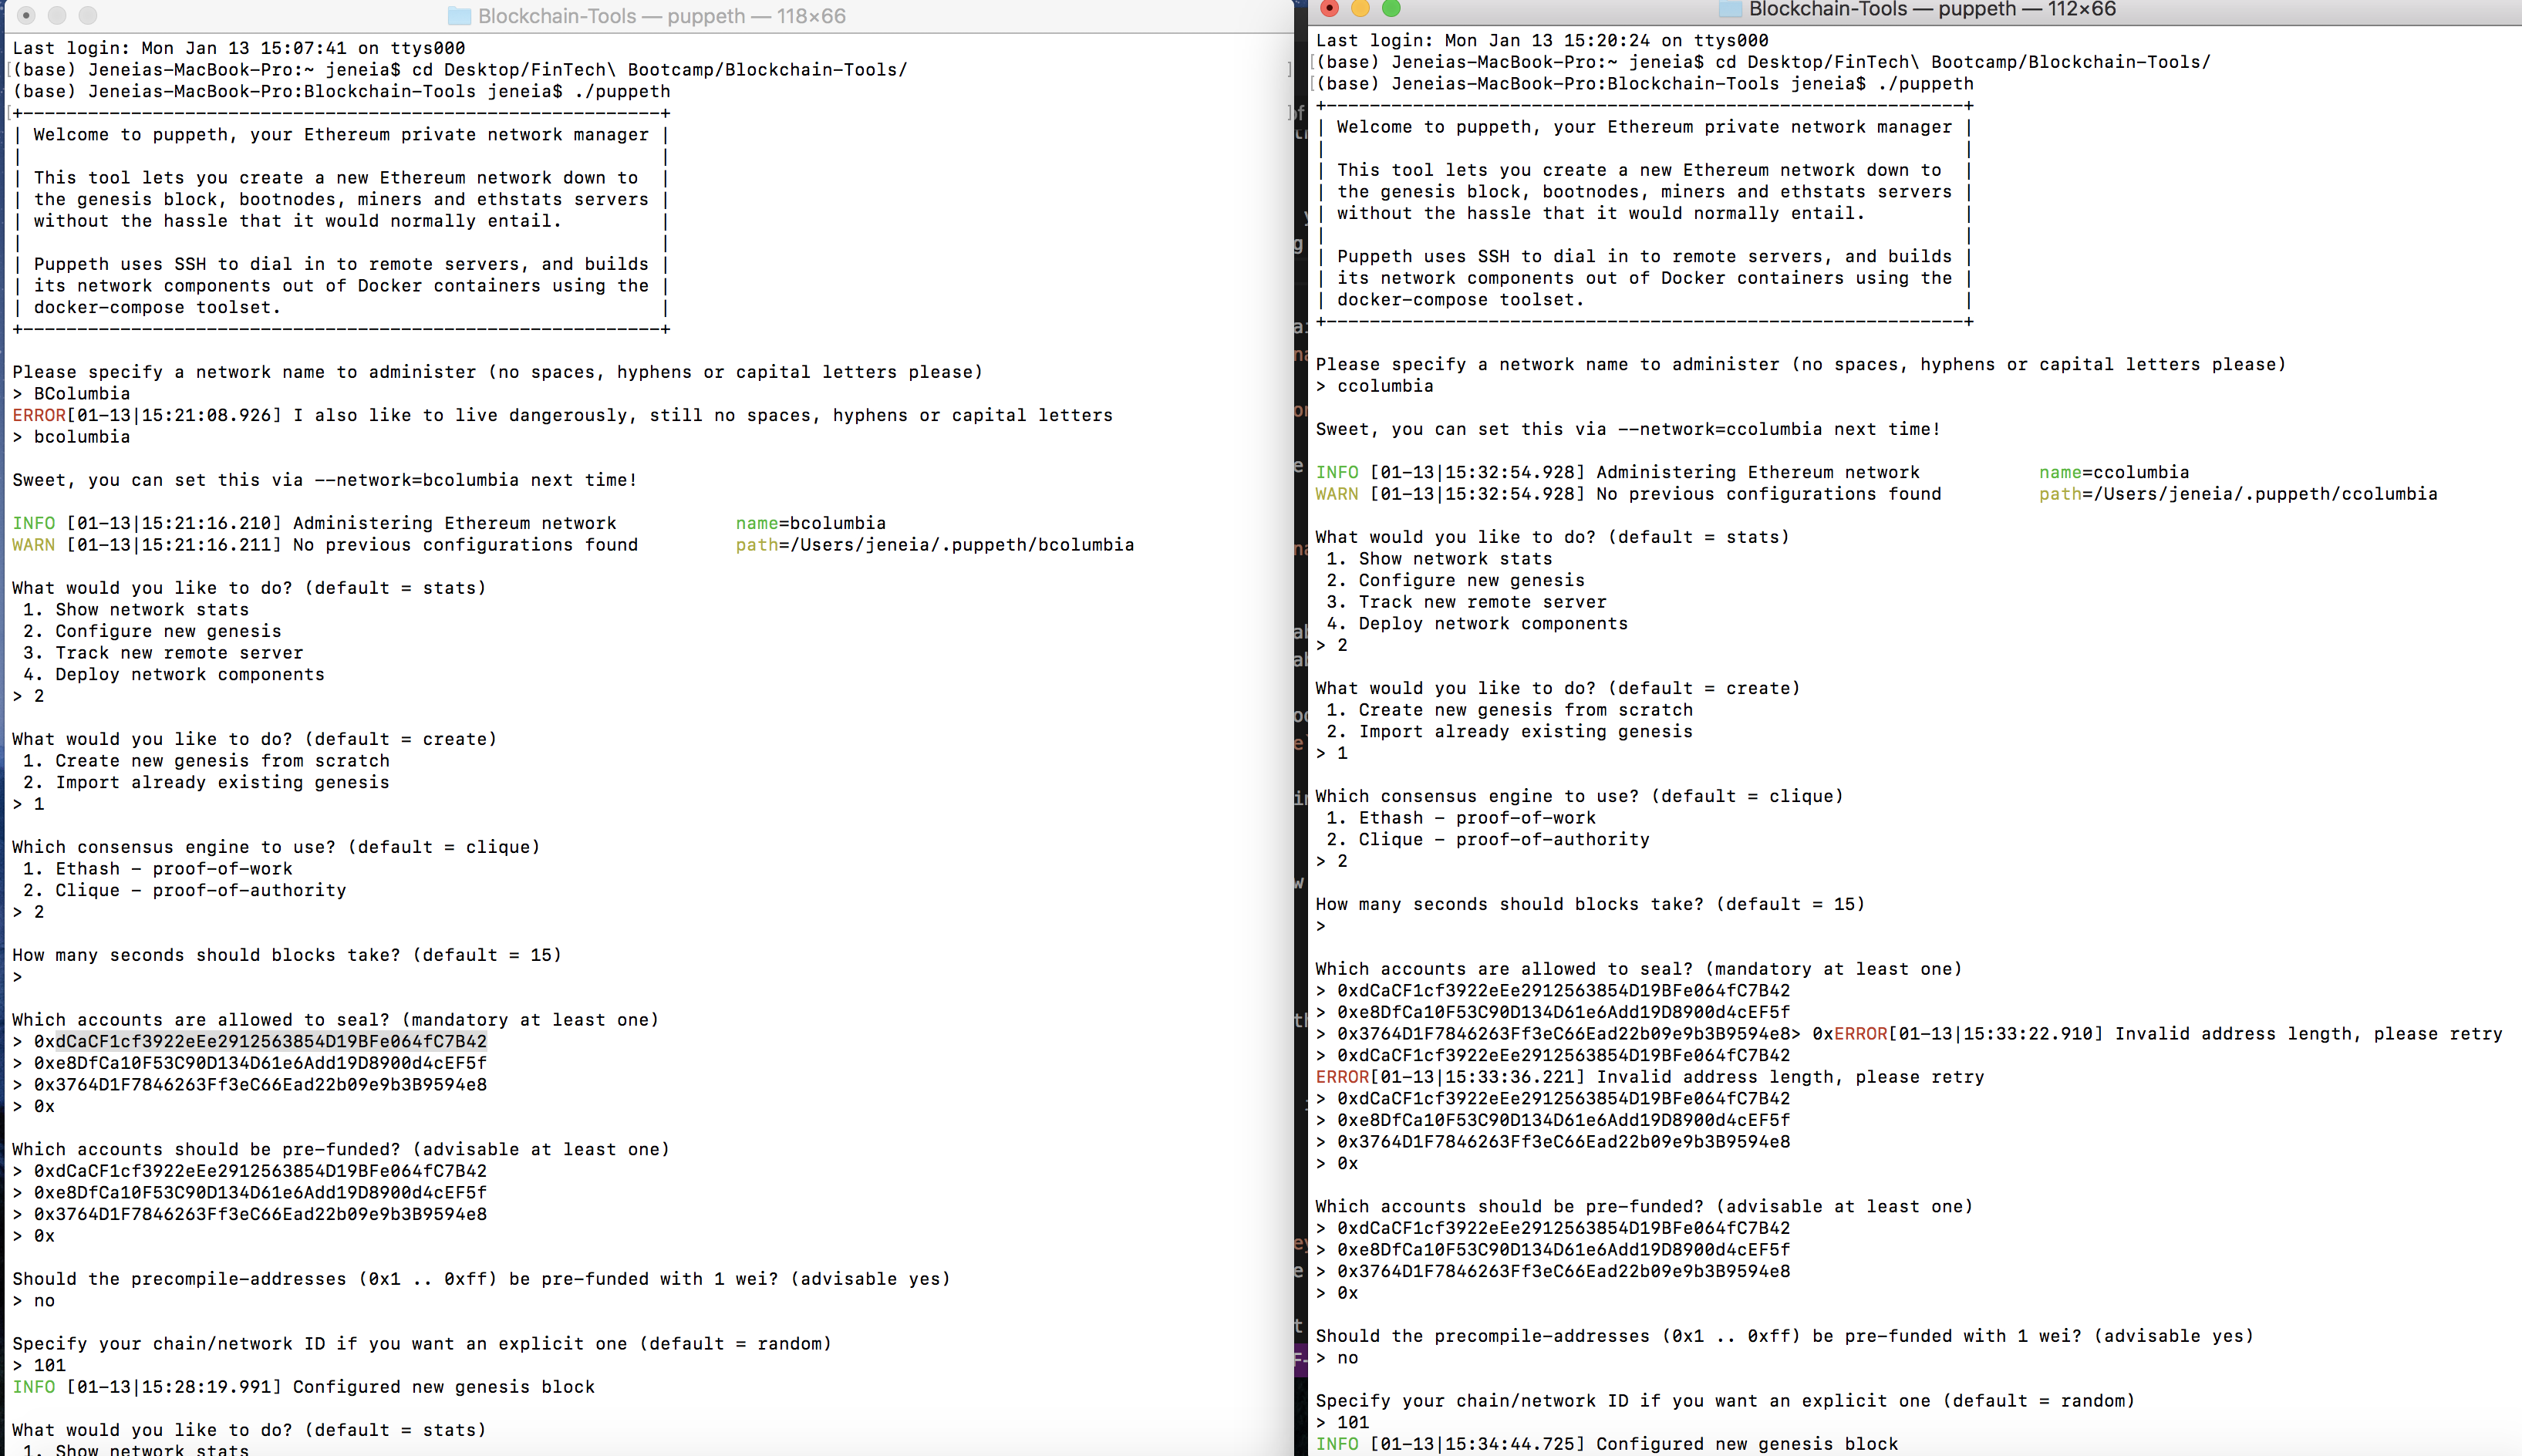 Blockchain-Tools — puppeth — 118×66
Last login: Mon Jan 13 15:07:41 on ttys000
(base) Jeneias-MacBook-Pro:~ jeneia$ cd Desktop/FinTech\ Bootcamp/Blockchain-Tools/
(base) Jeneias-MacBook-Pro:Blockchain-Tools jeneia$ ./puppeth
+-----------------------------------------------------------+
| Welcome to puppeth, your Ethereum private network manager |
|                                                           |
| This tool lets you create a new Ethereum network down to  |
| the genesis block, bootnodes, miners and ethstats servers |
| without the hassle that it would normally entail.         |
|                                                           |
| Puppeth uses SSH to dial in to remote servers, and builds |
| its network components out of Docker containers using the |
| docker-compose toolset.                                   |
+-----------------------------------------------------------+
Please specify a network name to administer (no spaces, hyphens or capital letters please)
> BColumbia
ERROR[01-13|15:21:08.926] I also like to live dangerously, still no spaces, hyphens or capital letters
> bcolumbia
Sweet, you can set this via --network=bcolumbia next time!
INFO [01-13|15:21:16.210] Administering Ethereum network           name=bcolumbia
WARN [01-13|15:21:16.211] No previous configurations found         path=/Users/jeneia/.puppeth/bcolumbia
What would you like to do? (default = stats)
 1. Show network stats
 2. Configure new genesis
 3. Track new remote server
 4. Deploy network components
> 2
What would you like to do? (default = create)
 1. Create new genesis from scratch
 2. Import already existing genesis
> 1
Which consensus engine to use? (default = clique)
 1. Ethash - proof-of-work
 2. Clique - proof-of-authority
> 2
How many seconds should blocks take? (default = 15)
>
Which accounts are allowed to seal? (mandatory at least one)
> 0xdCaCF1cf3922eEe2912563854D19BFe064fC7B42
> 0xe8DfCa10F53C90D134D61e6Add19D8900d4cEF5f
> 0x3764D1F7846263Ff3eC66Ead22b09e9b3B9594e8
> 0x
Which accounts should be pre-funded? (advisable at least one)
> 0xdCaCF1cf3922eEe2912563854D19BFe064fC7B42
> 0xe8DfCa10F53C90D134D61e6Add19D8900d4cEF5f
> 0x3764D1F7846263Ff3eC66Ead22b09e9b3B9594e8
> 0x
Should the precompile-addresses (0x1 .. 0xff) be pre-funded with 1 wei? (advisable yes)
> no
Specify your chain/network ID if you want an explicit one (default = random)
> 101
INFO [01-13|15:28:19.991] Configured new genesis block
What would you like to do? (default = stats)
 1. Show network stats
Blockchain-Tools — puppeth — 112×66
Last login: Mon Jan 13 15:20:24 on ttys000
(base) Jeneias-MacBook-Pro:~ jeneia$ cd Desktop/FinTech\ Bootcamp/Blockchain-Tools/
(base) Jeneias-MacBook-Pro:Blockchain-Tools jeneia$ ./puppeth
+-----------------------------------------------------------+
| Welcome to puppeth, your Ethereum private network manager |
|                                                           |
| This tool lets you create a new Ethereum network down to  |
| the genesis block, bootnodes, miners and ethstats servers |
| without the hassle that it would normally entail.         |
|                                                           |
| Puppeth uses SSH to dial in to remote servers, and builds |
| its network components out of Docker containers using the |
| docker-compose toolset.                                   |
+-----------------------------------------------------------+
Please specify a network name to administer (no spaces, hyphens or capital letters please)
> ccolumbia
Sweet, you can set this via --network=ccolumbia next time!
INFO [01-13|15:32:54.928] Administering Ethereum network           name=ccolumbia
WARN [01-13|15:32:54.928] No previous configurations found         path=/Users/jeneia/.puppeth/ccolumbia
What would you like to do? (default = stats)
 1. Show network stats
 2. Configure new genesis
 3. Track new remote server
 4. Deploy network components
> 2
What would you like to do? (default = create)
 1. Create new genesis from scratch
 2. Import already existing genesis
> 1
Which consensus engine to use? (default = clique)
 1. Ethash - proof-of-work
 2. Clique - proof-of-authority
> 2
How many seconds should blocks take? (default = 15)
>
Which accounts are allowed to seal? (mandatory at least one)
> 0xdCaCF1cf3922eEe2912563854D19BFe064fC7B42
> 0xe8DfCa10F53C90D134D61e6Add19D8900d4cEF5f
> 0x3764D1F7846263Ff3eC66Ead22b09e9b3B9594e8> 0xERROR[01-13|15:33:22.910] Invalid address length, please retry
> 0xdCaCF1cf3922eEe2912563854D19BFe064fC7B42
ERROR[01-13|15:33:36.221] Invalid address length, please retry
> 0xdCaCF1cf3922eEe2912563854D19BFe064fC7B42
> 0xe8DfCa10F53C90D134D61e6Add19D8900d4cEF5f
> 0x3764D1F7846263Ff3eC66Ead22b09e9b3B9594e8
> 0x
Which accounts should be pre-funded? (advisable at least one)
> 0xdCaCF1cf3922eEe2912563854D19BFe064fC7B42
> 0xe8DfCa10F53C90D134D61e6Add19D8900d4cEF5f
> 0x3764D1F7846263Ff3eC66Ead22b09e9b3B9594e8
> 0x
Should the precompile-addresses (0x1 .. 0xff) be pre-funded with 1 wei? (advisable yes)
> no
Specify your chain/network ID if you want an explicit one (default = random)
> 101
INFO [01-13|15:34:44.725] Configured new genesis block